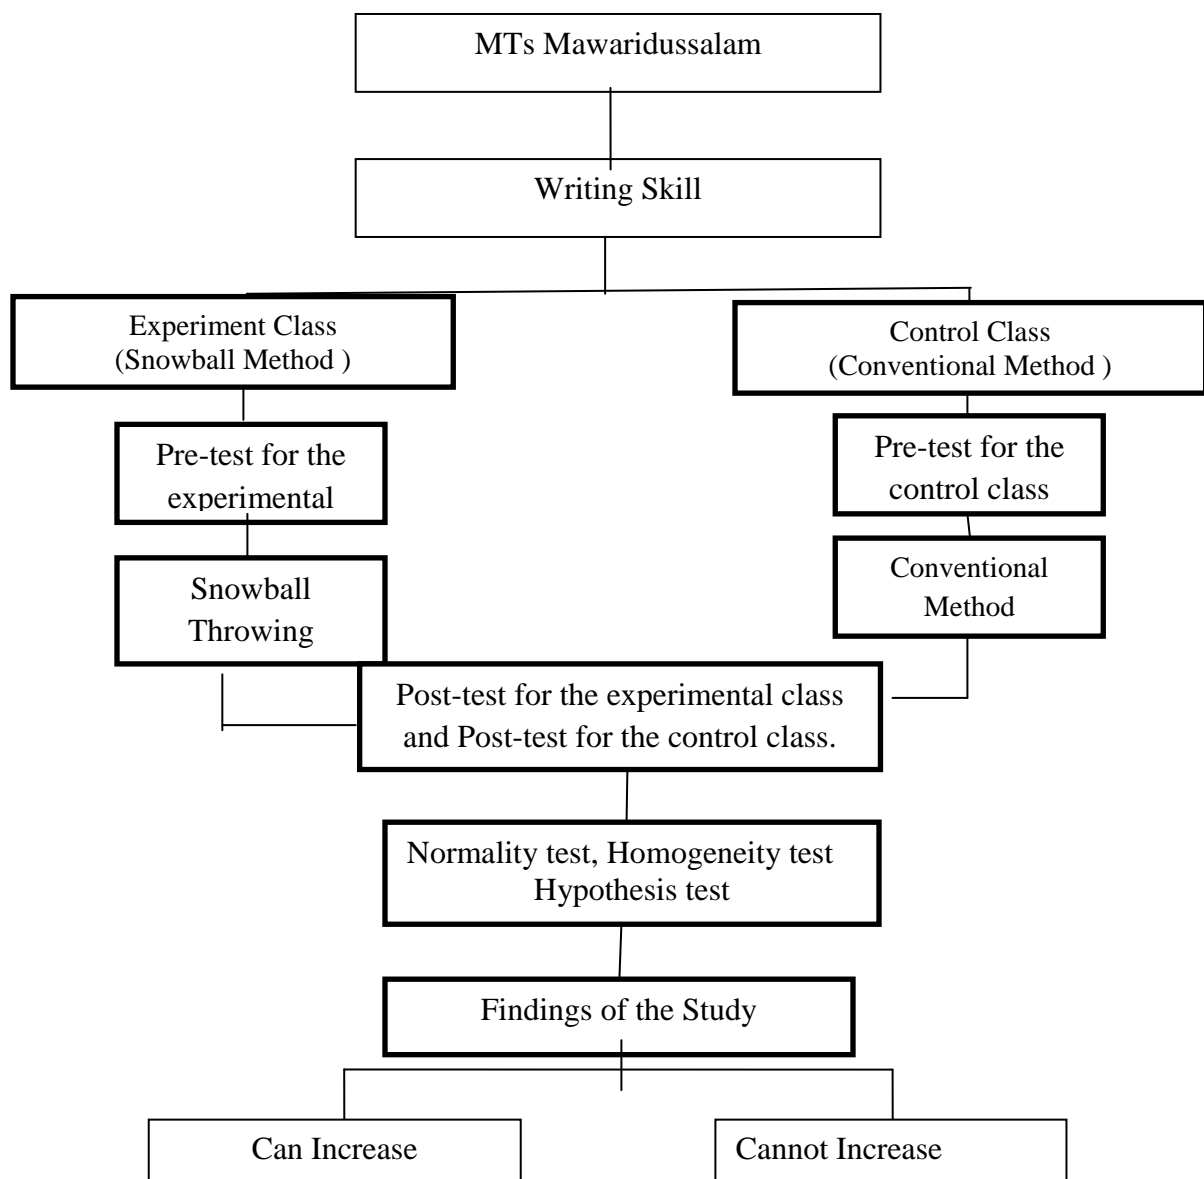 MTs Mawaridussalam
Writing Skill
Experiment Class
(Snowball Method )
Control Class
(Conventional Method )
Pre-test for the
experimental
Pre-test for the
control class
Snowball
Throwing
Conventional
Method
Post-test for the experimental class
and Post-test for the control class.
Normality test, Homogeneity test
Hypothesis test
Findings of the Study
Can Increase
Cannot Increase